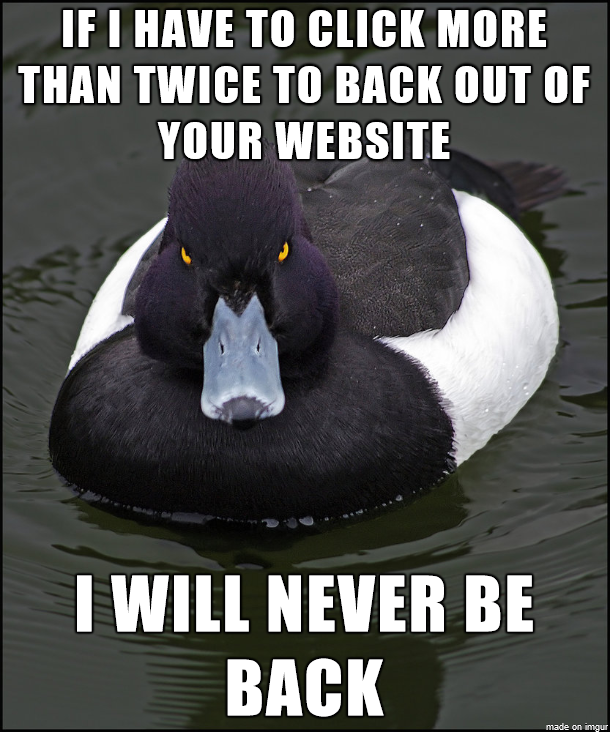 IF I HAVE TO CLICK MORE
THAN TWICE TO BACK OUT OF
YOUR WEBSITE
I WILL NEVER BE
BACK
made on imgur